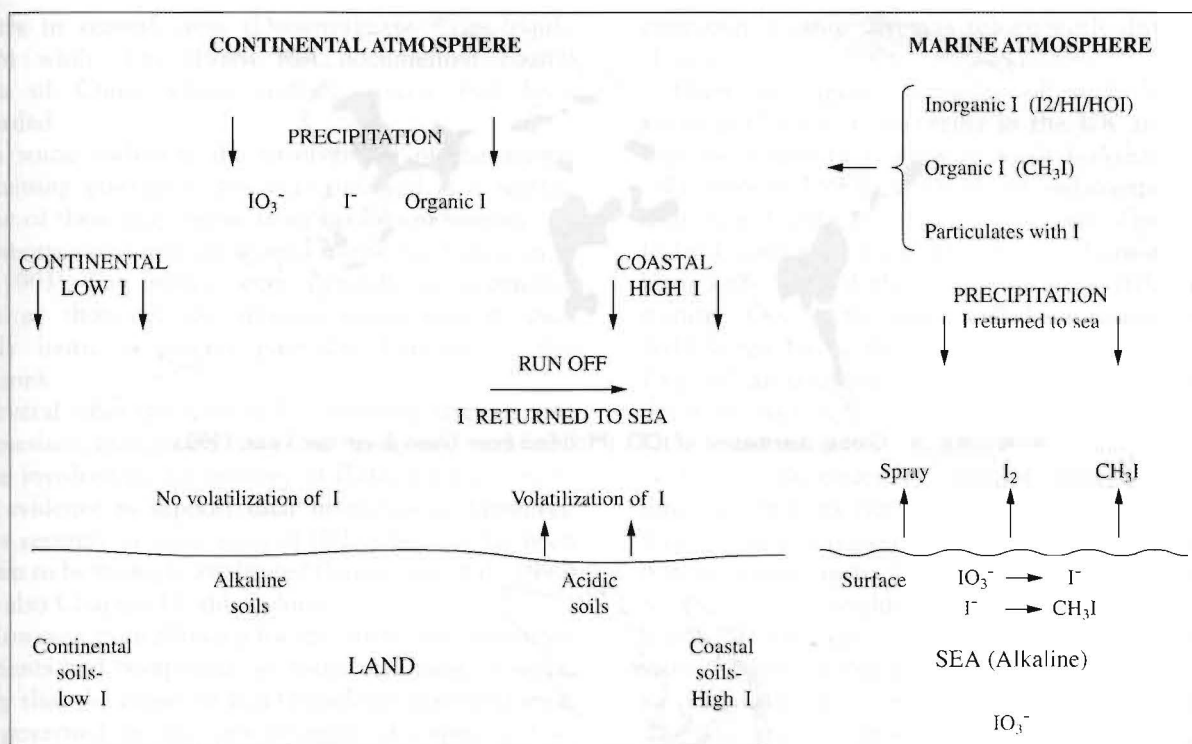 CONTINENTAL ATMOSPHERE
MARINE ATMOSPHERE
PRECIPITATION
IO₃⁻ I⁻ Organic I
Inorganic I (I2/HI/HOI)
Organic I (CH₃I)
Particulates with I
CONTINENTAL
LOW I
COASTAL
HIGH I
PRECIPITATION
I returned to sea
RUN OFF
I RETURNED TO SEA
No volatilization of I
Volatilization of I
Spray I₂ CH₃I
Alkaline
soils
Acidic
soils
Surface
IO₃⁻ → I⁻
I⁻ → CH₃I
Continental
soils-
low I
LAND
Coastal
soils-
High I
SEA (Alkaline)
IO₃⁻